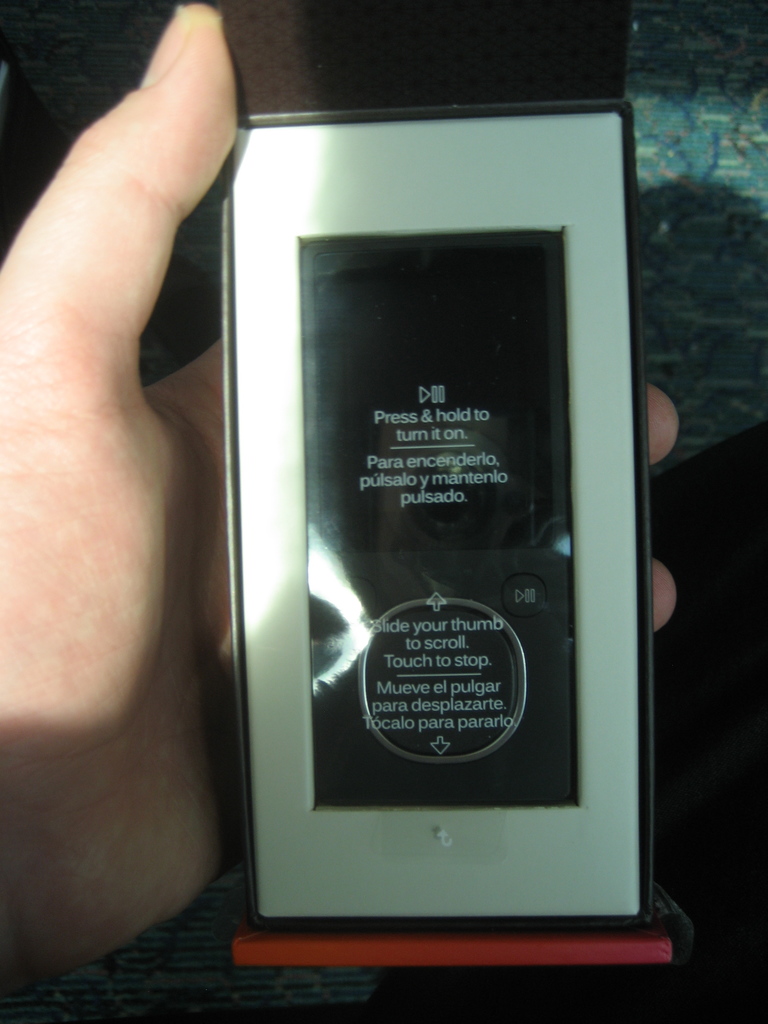 Press & hold to
turn it on.
Para encenderlo,
púlsalo y mantenlo
pulsado.
Slide your thumb
to scroll.
Touch to stop.
Mueve el pulgar
para desplazarte.
Tócalo para pararlo.